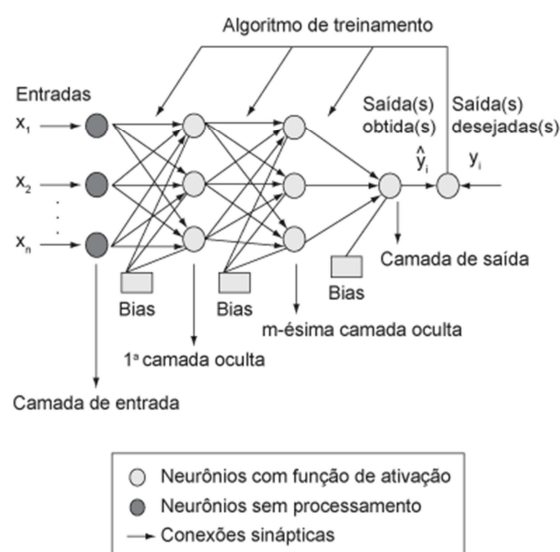 Algoritmo de treinamento
Entradas
x1
x2
xn
Saída(s)
obtida(s)
Saída(s)
desejadas(s)
ŷi
yi
Camada de saída
Bias
Bias
Bias
m-ésima camada oculta
1ª camada oculta
Camada de entrada
Neurônios com função de ativação
Neurônios sem processamento
Conexões sinápticas